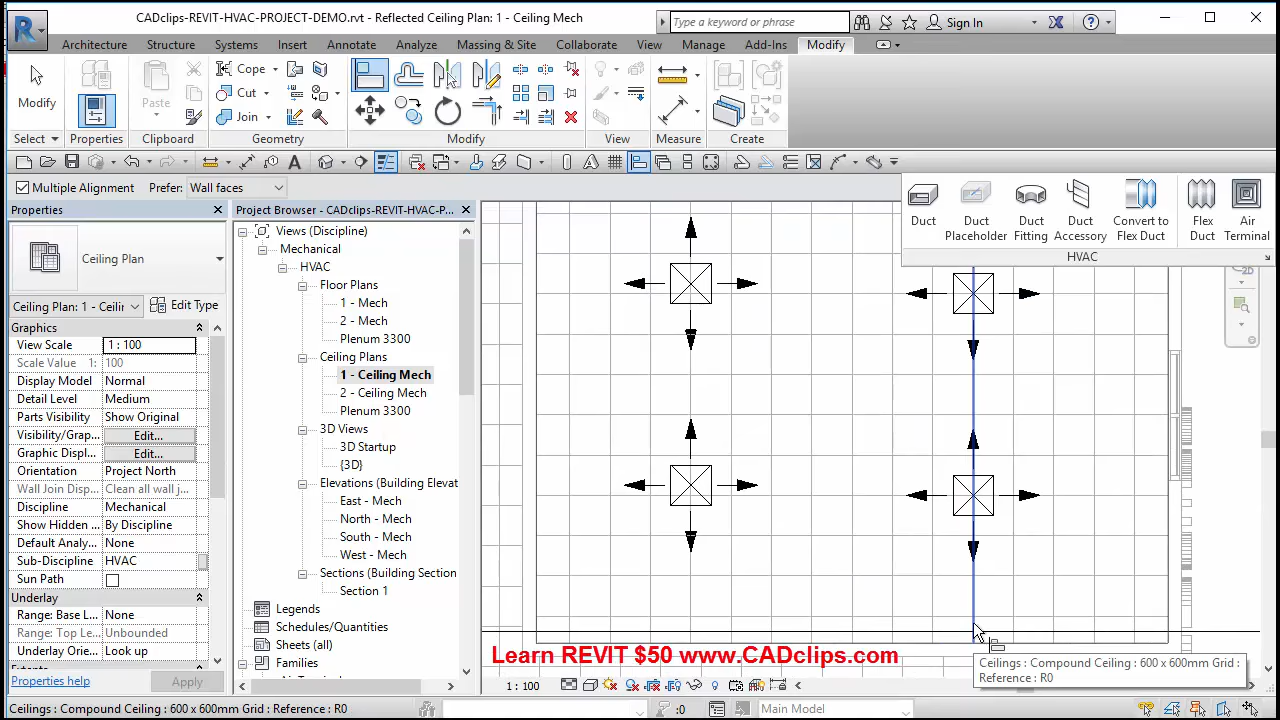 CADclips-REVIT-HVAC-PROJECT-DEMO.rvt - Reflected Ceiling Plan: 1 - Ceiling Mech
Type a keyword or phrase
Sign In
Architecture Structure Systems Insert Annotate Analyze Massing & Site Collaborate View Manage Add-Ins Modify
Modify
Paste
Cope
Cut
Join
Select Properties Clipboard Geometry Modify View Measure Create
Multiple Alignment Prefer: Wall faces
Duct
Duct Placeholder
Duct Fitting
Duct Accessory
Convert to Flex Duct
Flex Duct
Air Terminal
HVAC
Properties
Ceiling Plan
Ceiling Plan: 1 - Ceilir
Edit Type
Graphics
View Scale 1 : 100
Scale Value 1: 100
Display Model Normal
Detail Level Medium
Parts Visibility Show Original
Visibility/Grap... Edit...
Graphic Displ... Edit...
Orientation Project North
Wall Join Displ... Clean all wall j...
Discipline Mechanical
Show Hidden ... By Discipline
Default Analy... None
Sub-Discipline HVAC
Sun Path
Underlay
Range: Base L... None
Range: Top Le... Unbounded
Underlay Orie... Look up
Properties help
Apply
Project Browser - CADclips-REVIT-HVAC-P...
Views (Discipline)
Mechanical
HVAC
Floor Plans
1 - Mech
2 - Mech
Plenum 3300
Ceiling Plans
1 - Ceiling Mech
2 - Ceiling Mech
Plenum 3300
3D Views
3D Startup
{3D}
Elevations (Building Elevat
East - Mech
North - Mech
South - Mech
West - Mech
Sections (Building Section
Section 1
Legends
Schedules/Quantities
Sheets (all)
Families
Learn REVIT $50 www.CADclips.com
Ceilings : Compound Ceiling : 600 x 600mm Grid :
Reference : R0
1 : 100
Ceilings : Compound Ceiling : 600 x 600mm Grid : Reference : R0
:0
Main Model